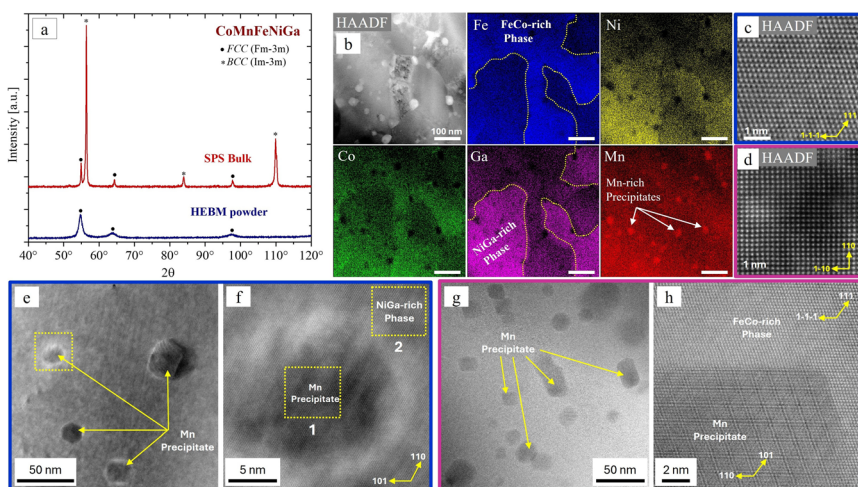 a
CoMnFeNiGa
FCC (Fm-3m)
BCC (Im-3m)
SPS Bulk
HEBM powder
Intensity [a.u.]
40 50 60 70 80 90 100 110 120°
2θ
HAADF
b
100 nm
Fe
FeCo-rich
Phase
Ni
Co
Ga
NiGa-rich
Phase
Mn
Mn-rich
Precipitates
c
HAADF
1 nm
1-1-1
111
d
HAADF
1 nm
1-10
110
e
Mn
Precipitate
50 nm
f
NiGa-rich
Phase
2
Mn
Precipitate
1
5 nm
110
101
g
Mn
Precipitate
50 nm
h
111
1-1-1
FeCo-rich
Phase
Mn
Precipitate
101
110
2 nm